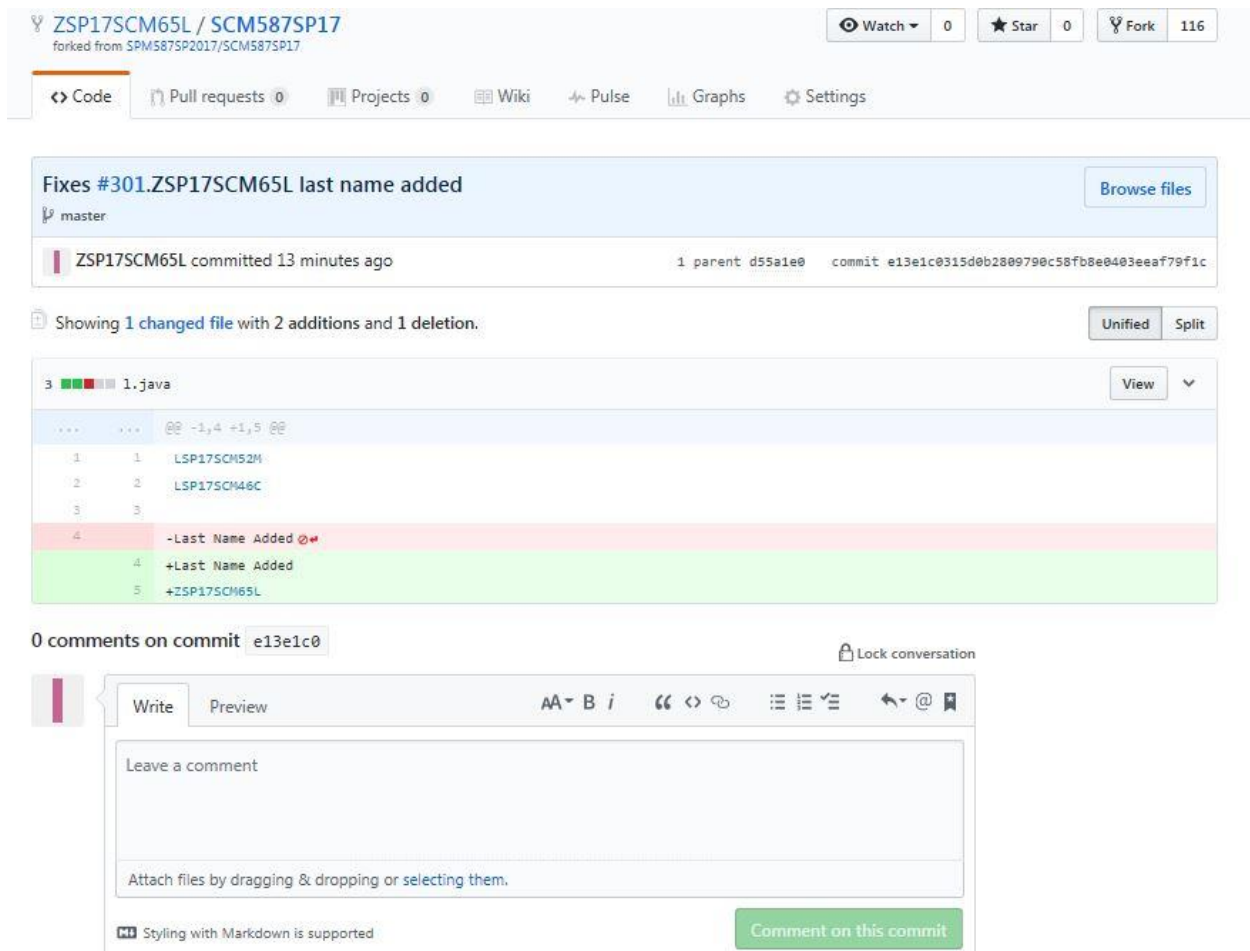 ZSP17SCM65L / SCM587SP17
Watch 0 Star 0 Fork 116
forked from SPM587SP2017/SCM587SP17
Code Pull requests 0 Projects 0 Wiki Pulse Graphs Settings
Fixes #301.ZSP17SCM65L last name added
Browse files
master
ZSP17SCM65L committed 13 minutes ago 1 parent d55a1e0 commit e13e1c0315d0b2809790c58fb8e0403eeaf79f1c
Showing 1 changed file with 2 additions and 1 deletion.
Unified Split
3 1.java View
... ... @@ -1,4 +1,5 @@
1 1 LSP17SCM52M
2 2 LSP17SCM46C
3 3
4 -Last Name Added
4 +Last Name Added
5 +ZSP17SCM65L
0 comments on commit e13e1c0
Lock conversation
Write Preview AA B i “ <> @
Leave a comment
Attach files by dragging & dropping or selecting them.
Styling with Markdown is supported
Comment on this commit